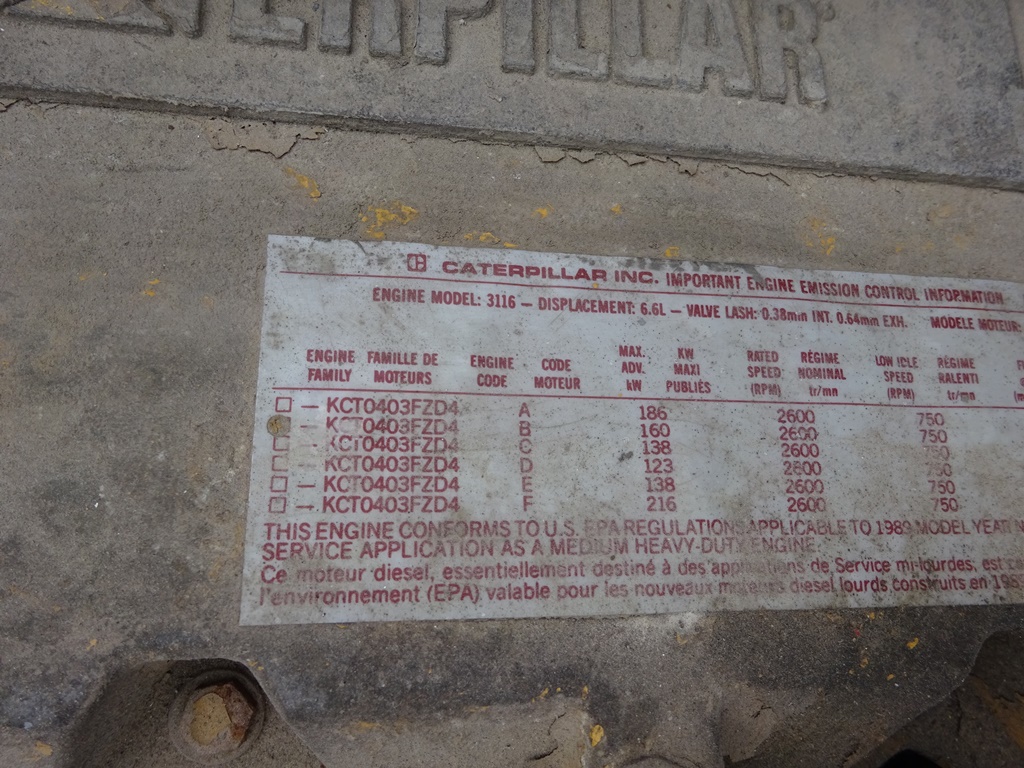 CATERPILLAR
CATERPILLAR INC. IMPORTANT ENGINE EMISSION CONTROL INFORMATION
ENGINE MODEL: 3116 – DISPLACEMENT: 6.6L – VALVE LASH: 0.38mm INT. 0.64mm EXH. MODELE MOTEUR:
ENGINE FAMILLE DE ENGINE CODE MAX. KW RATED RÉGIME LOW IDLE RÉGIME
FAMILY MOTEURS CODE MOTEUR ADV. MAXI SPEED NOMINAL SPEED RALENTI
kW PUBLIÉS (RPM) tr/mn (RPM) tr/mn
– KCT0403FZD4 A 186 2600 750
– KCT0403FZD4 B 160 2600 750
– KCT0403FZD4 C 138 2600 750
– KCT0403FZD4 D 123 2600 750
– KCT0403FZD4 E 138 2600 750
– KCT0403FZD4 F 216 2600 750
THIS ENGINE CONFORMS TO U.S. EPA REGULATIONS APPLICABLE TO 1989 MODEL YEAR
SERVICE APPLICATION AS A MEDIUM HEAVY-DUTY ENGINE.
Ce moteur diesel, essentiellement destiné à des applications de Service mi-lourdes, est
l'environnement (EPA) valable pour les nouveaux moteurs diesel lourds construits en